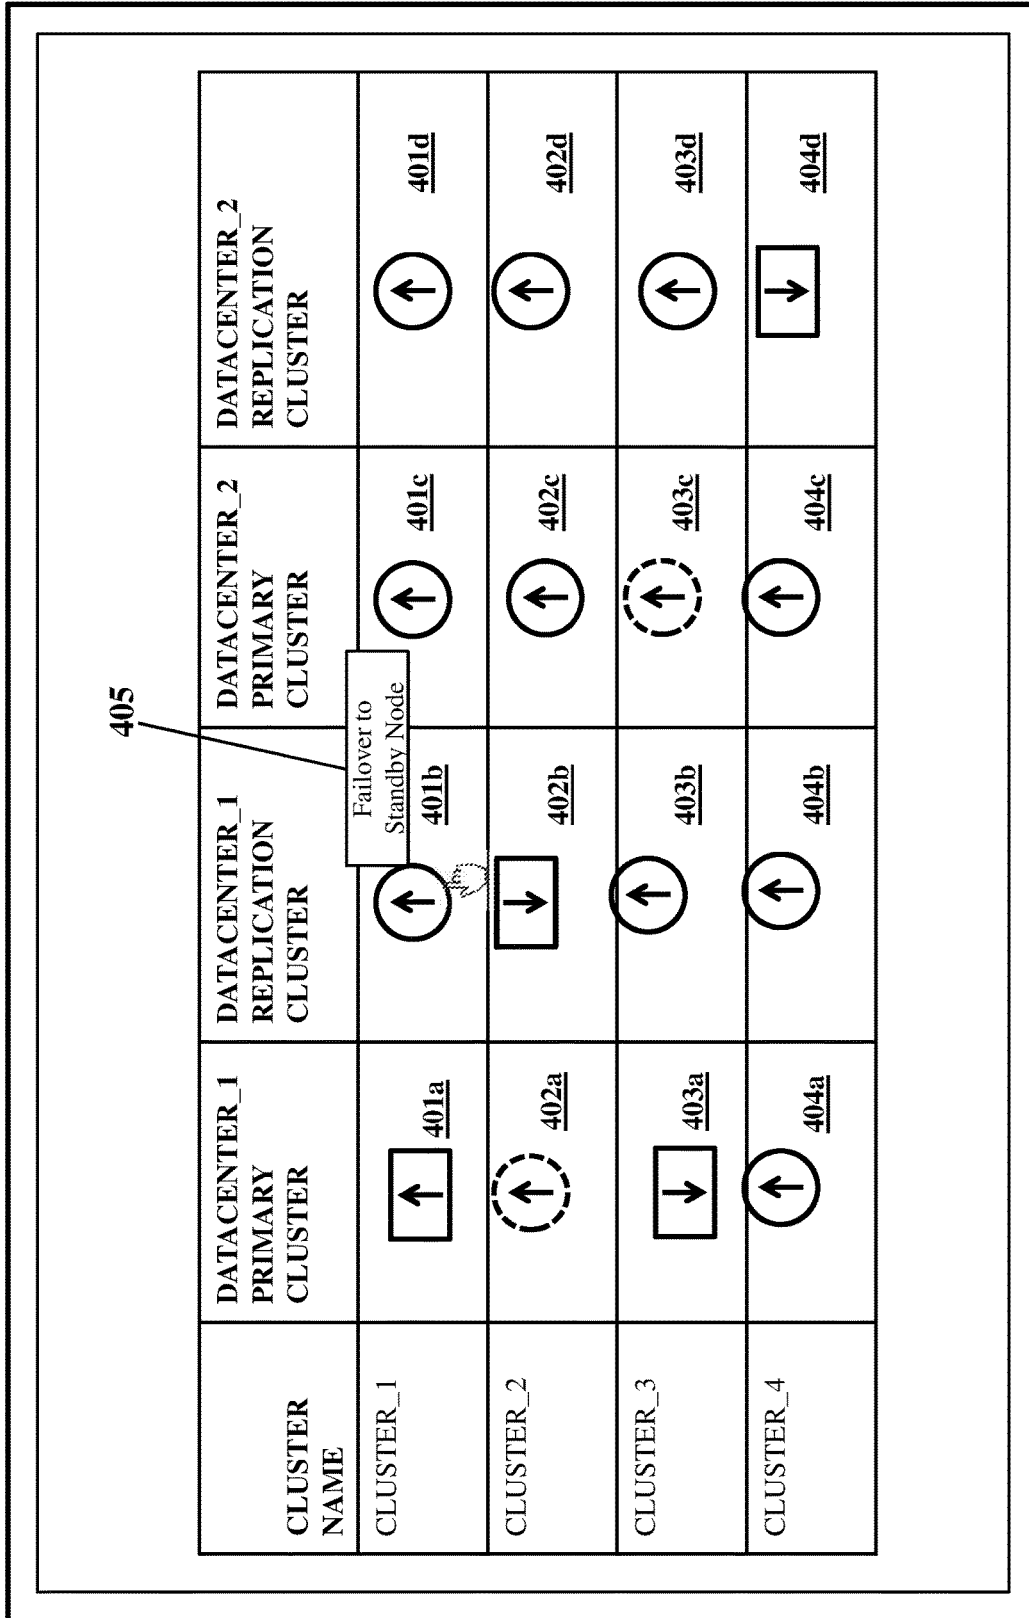 405
CLUSTER
NAME
DATACENTER_1
PRIMARY
CLUSTER
DATACENTER_1
REPLICATION
CLUSTER
DATACENTER_2
PRIMARY
CLUSTER
DATACENTER_2
REPLICATION
CLUSTER
CLUSTER_1
401a
401b
Failover to
Standby Node
401c
401d
CLUSTER_2
402a
402b
402c
402d
CLUSTER_3
403a
403b
403c
403d
CLUSTER_4
404a
404b
404c
404d